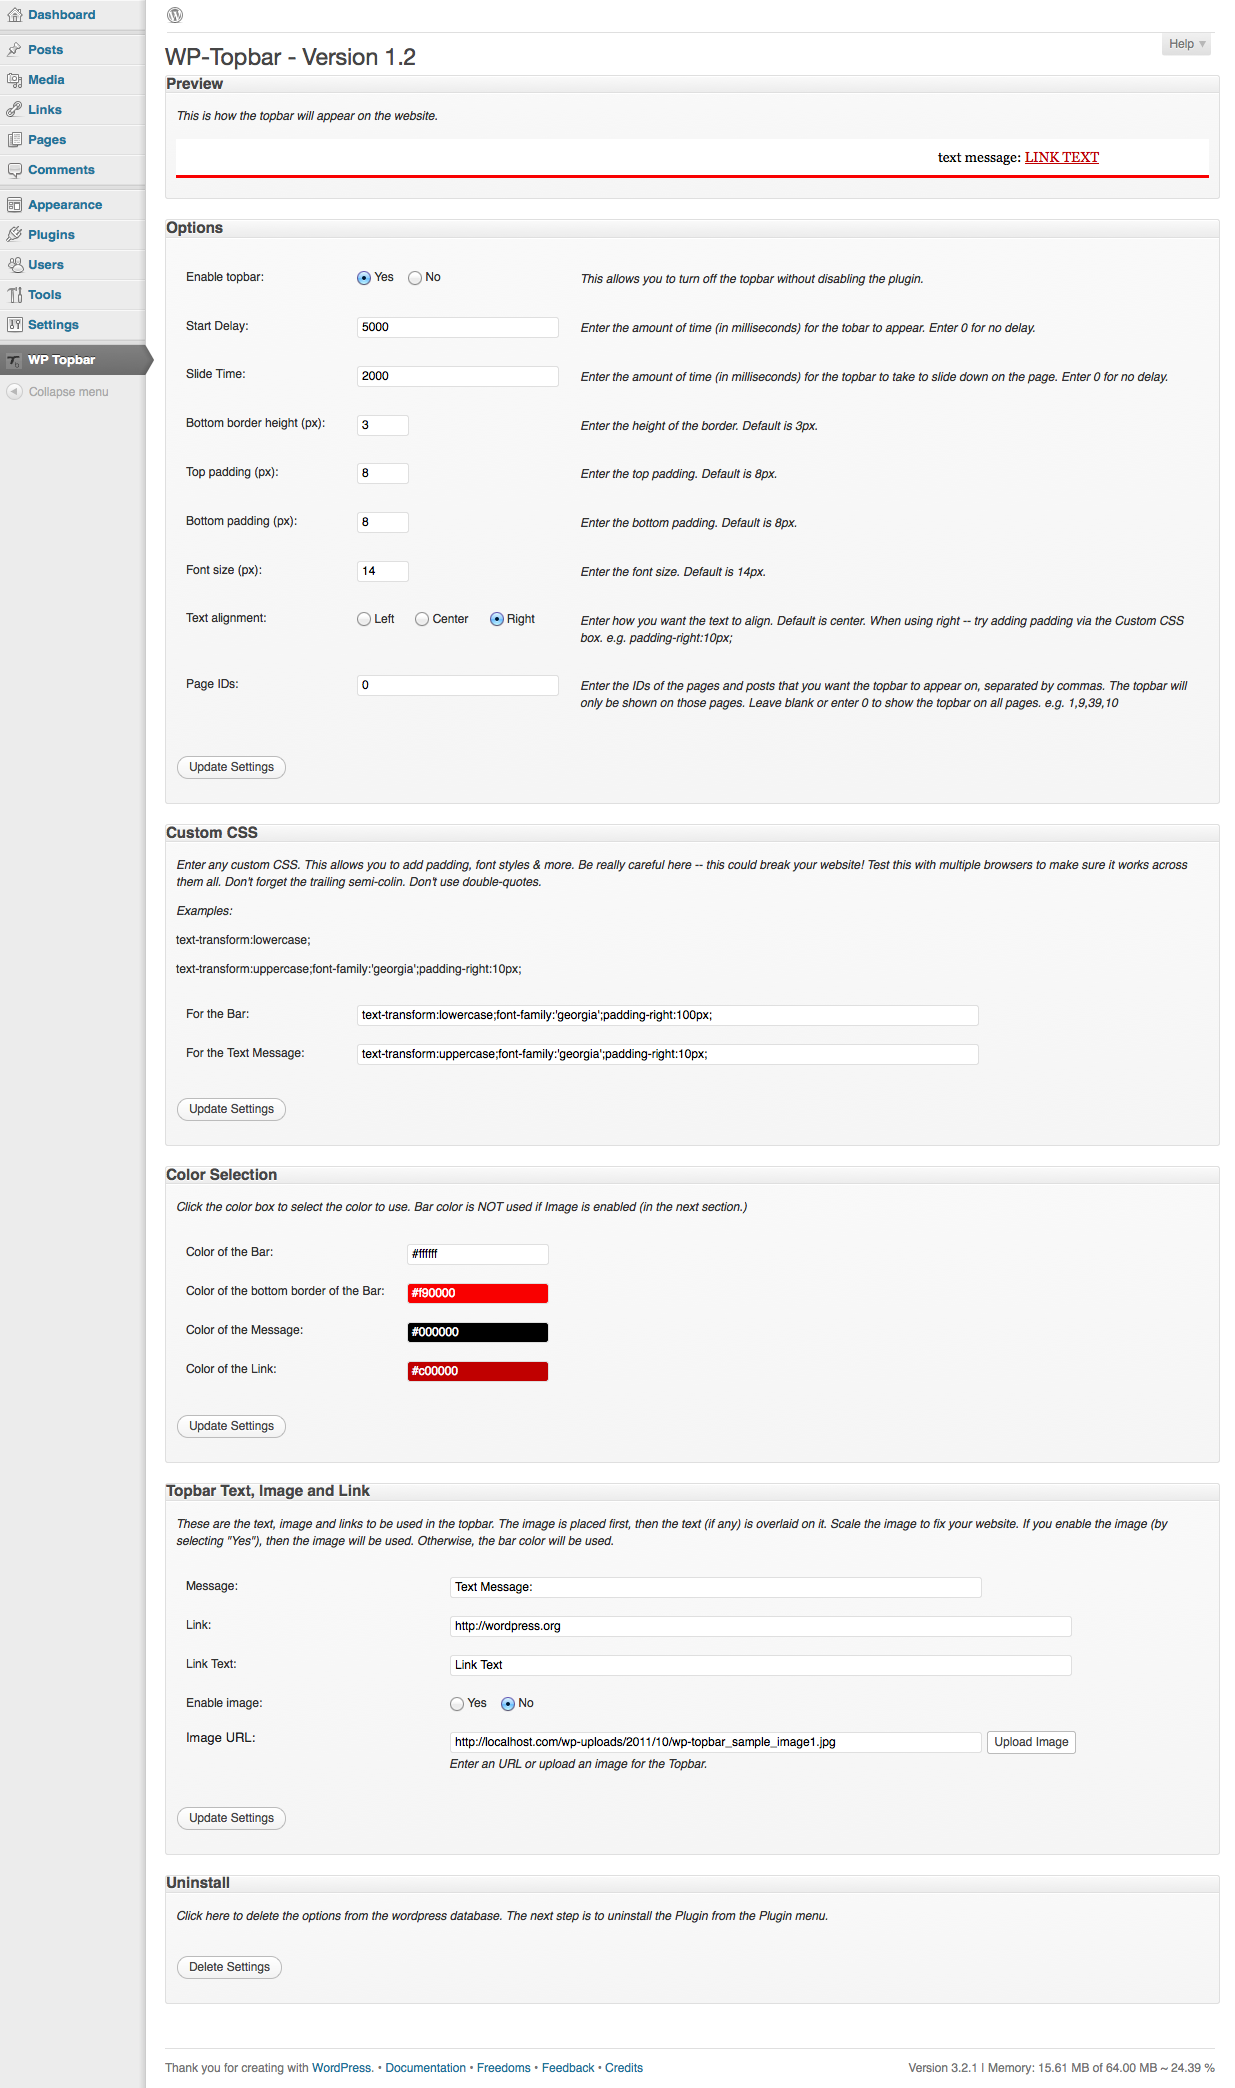 Dashboard
Posts
Media
Links
Pages
Comments
Appearance
Plugins
Users
Tools
Settings
WP Topbar
Collapse menu
Help
WP-Topbar - Version 1.2
Preview
This is how the topbar will appear on the website.
text message: LINK TEXT
Options
Enable topbar: Yes No This allows you to turn off the topbar without disabling the plugin.
Start Delay: 5000 Enter the amount of time (in milliseconds) for the tobar to appear. Enter 0 for no delay.
Slide Time: 2000 Enter the amount of time (in milliseconds) for the topbar to take to slide down on the page. Enter 0 for no delay.
Bottom border height (px): 3 Enter the height of the border. Default is 3px.
Top padding (px): 8 Enter the top padding. Default is 8px.
Bottom padding (px): 8 Enter the bottom padding. Default is 8px.
Font size (px): 14 Enter the font size. Default is 14px.
Text alignment: Left Center Right Enter how you want the text to align. Default is center. When using right -- try adding padding via the Custom CSS
box. e.g. padding-right:10px;
Page IDs: 0 Enter the IDs of the pages and posts that you want the topbar to appear on, separated by commas. The topbar will
only be shown on those pages. Leave blank or enter 0 to show the topbar on all pages. e.g. 1,9,39,10
Update Settings
Custom CSS
Enter any custom CSS. This allows you to add padding, font styles & more. Be really careful here -- this could break your website! Test this with multiple browsers to make sure it works across
them all. Don't forget the trailing semi-colin. Don't use double-quotes.
Examples:
text-transform:lowercase;
text-transform:uppercase;font-family:'georgia';padding-right:10px;
For the Bar: text-transform:lowercase;font-family:'georgia';padding-right:100px;
For the Text Message: text-transform:uppercase;font-family:'georgia';padding-right:10px;
Update Settings
Color Selection
Click the color box to select the color to use. Bar color is NOT used if Image is enabled (in the next section.)
Color of the Bar: #ffffff
Color of the bottom border of the Bar: #f90000
Color of the Message: #000000
Color of the Link: #c00000
Update Settings
Topbar Text, Image and Link
These are the text, image and links to be used in the topbar. The image is placed first, then the text (if any) is overlaid on it. Scale the image to fix your website. If you enable the image (by
selecting "Yes"), then the image will be used. Otherwise, the bar color will be used.
Message: Text Message:
Link: http://wordpress.org
Link Text: Link Text
Enable image: Yes No
Image URL: http://localhost.com/wp-uploads/2011/10/wp-topbar_sample_image1.jpg Upload Image
Enter an URL or upload an image for the Topbar.
Update Settings
Uninstall
Click here to delete the options from the wordpress database. The next step is to uninstall the Plugin from the Plugin menu.
Delete Settings
Thank you for creating with WordPress. • Documentation • Freedoms • Feedback • Credits
Version 3.2.1 | Memory: 15.61 MB of 64.00 MB ~ 24.39 %